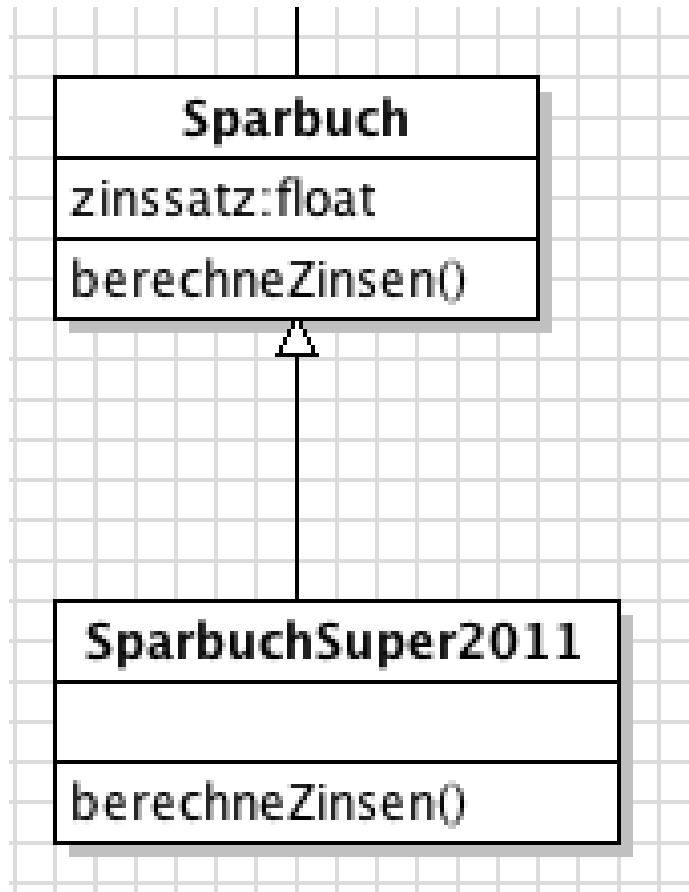 Sparbuch
zinssatz:float
berechneZinsen()
SparbuchSuper2011
berechneZinsen()